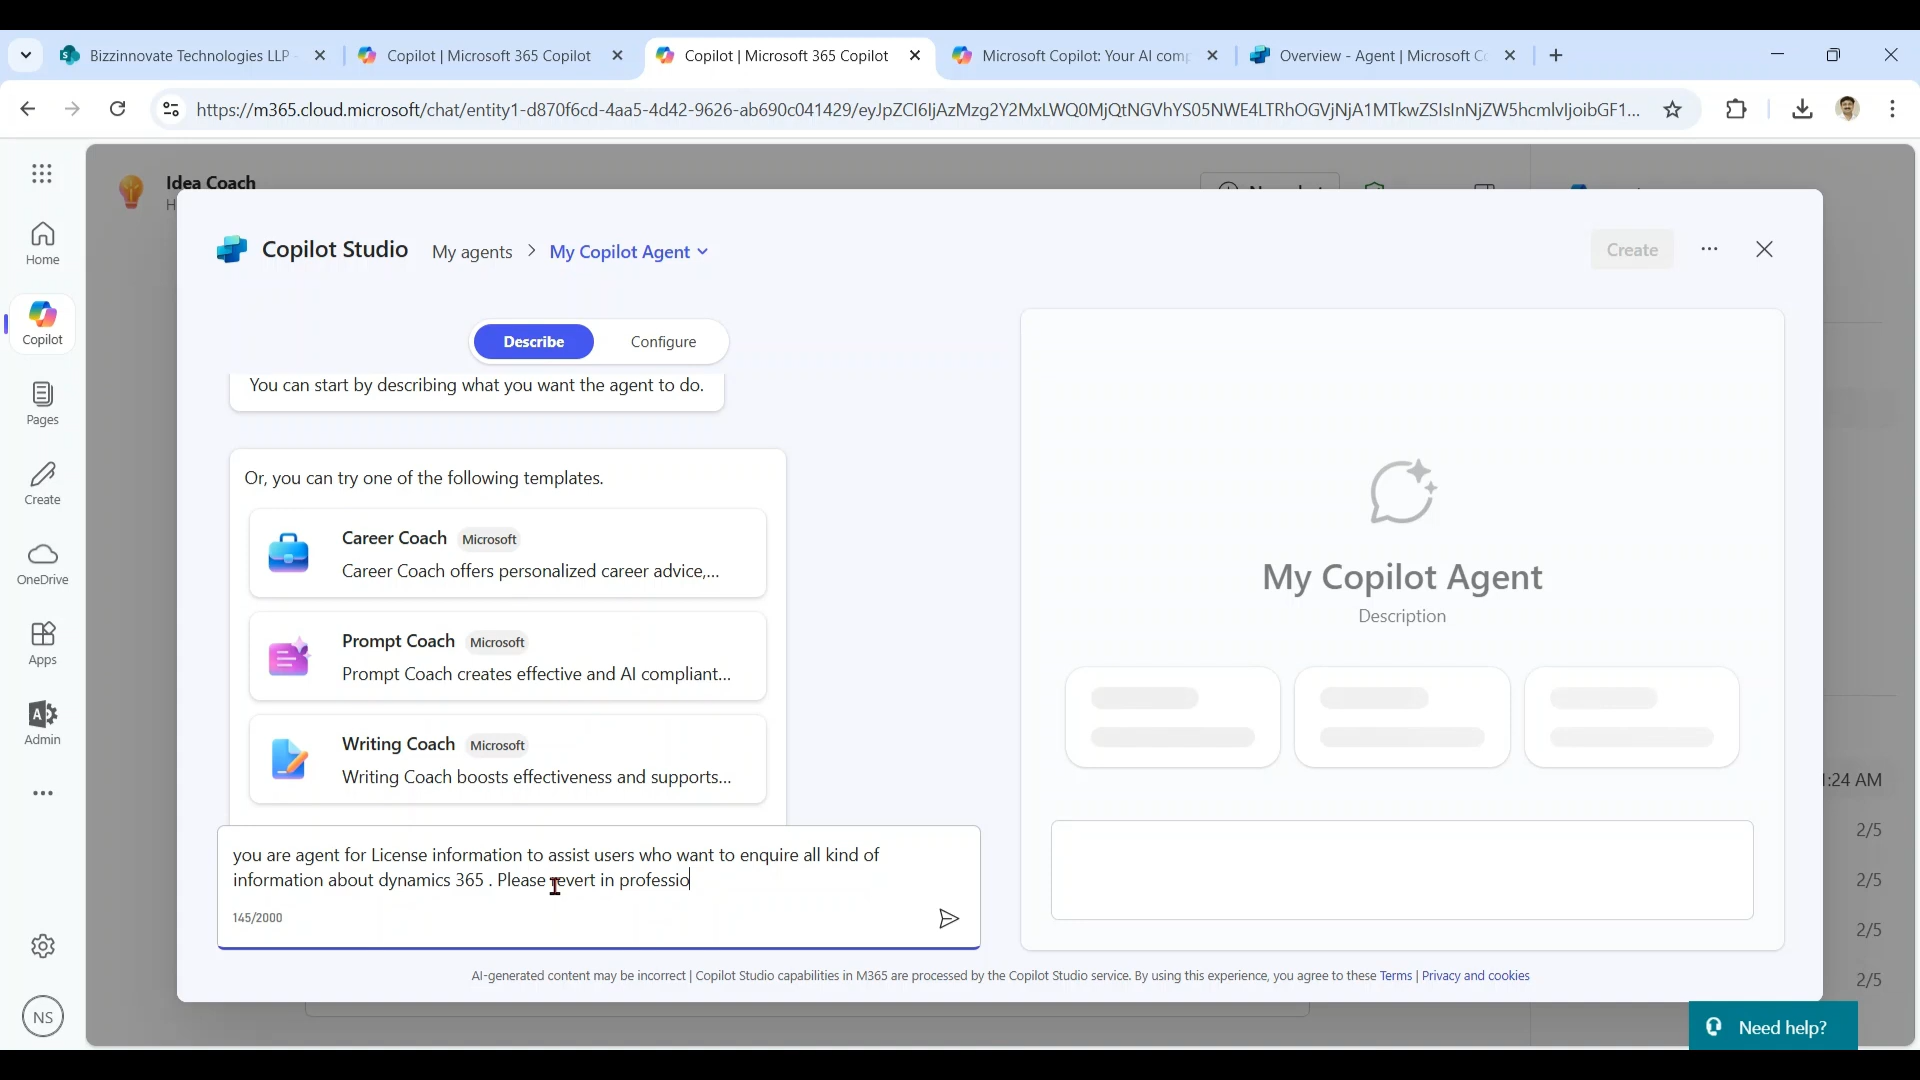 Bizzinnovate Technologies LLP -
Copilot | Microsoft 365 Copilot
Copilot | Microsoft 365 Copilot
Microsoft Copilot: Your AI comp
Overview - Agent | Microsoft Co
https://m365.cloud.microsoft/chat/entity1-d870f6cd-4aa5-4d42-9626-ab690c041429/eyJpZCI6IjAzMzg2Y2MxLWQ0MjQtNGVhYS05NWE4LTRhOGVjNjA1MTkwZSIsInNjZW5hcmlvIjoibGF1...
Home
Copilot
Pages
Create
OneDrive
Apps
Admin
NS
Idea Coach
Copilot Studio
My agents > My Copilot Agent
Create
Describe
Configure
You can start by describing what you want the agent to do.
Or, you can try one of the following templates.
Career Coach Microsoft
Career Coach offers personalized career advice,...
Prompt Coach Microsoft
Prompt Coach creates effective and AI compliant...
Writing Coach Microsoft
Writing Coach boosts effectiveness and supports...
you are agent for License information to assist users who want to enquire all kind of
information about dynamics 365 . Please revert in professio
145/2000
My Copilot Agent
Description
AI-generated content may be incorrect | Copilot Studio capabilities in M365 are processed by the Copilot Studio service. By using this experience, you agree to these Terms | Privacy and cookies
:24 AM
2/5
2/5
2/5
2/5
Need help?